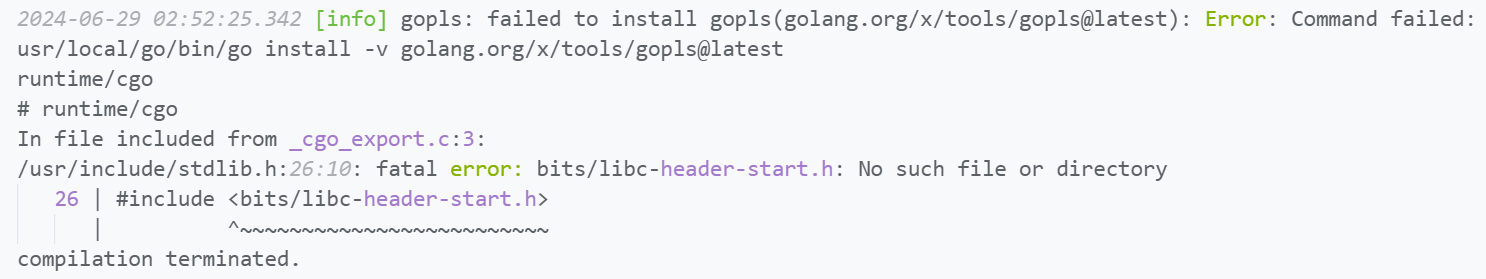 2024-06-29 02:52:25.342 [info] gopls: failed to install gopls(golang.org/x/tools/gopls@latest): Error: Command failed:
usr/local/go/bin/go install -v golang.org/x/tools/gopls@latest
runtime/cgo
# runtime/cgo
In file included from _cgo_export.c:3:
/usr/include/stdlib.h:26:10: fatal error: bits/libc-header-start.h: No such file or directory
   26 | #include <bits/libc-header-start.h>
      |          ^~~~~~~~~~~~~~~~~~~~~~~~~~
compilation terminated.